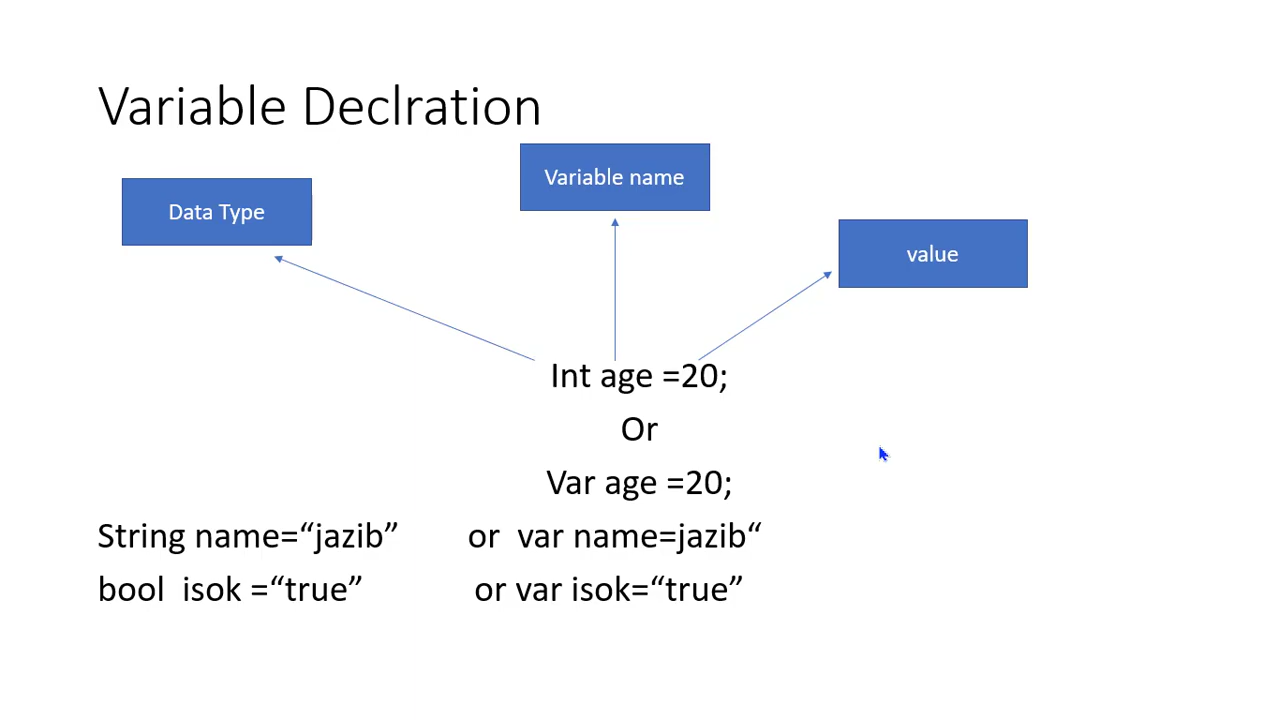 Variable Declration
Variable name
Data Type
value
Int age =20;
Or
Var age =20;
String name=“jazib” or var name=jazib“
bool isok =“true” or var isok=“true”